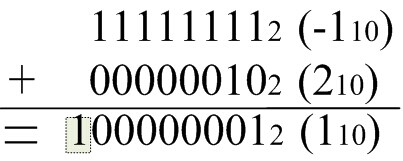 11111111₂ (-1₁₀)
+ 00000010₂ (2₁₀)
= 100000001₂ (1₁₀)